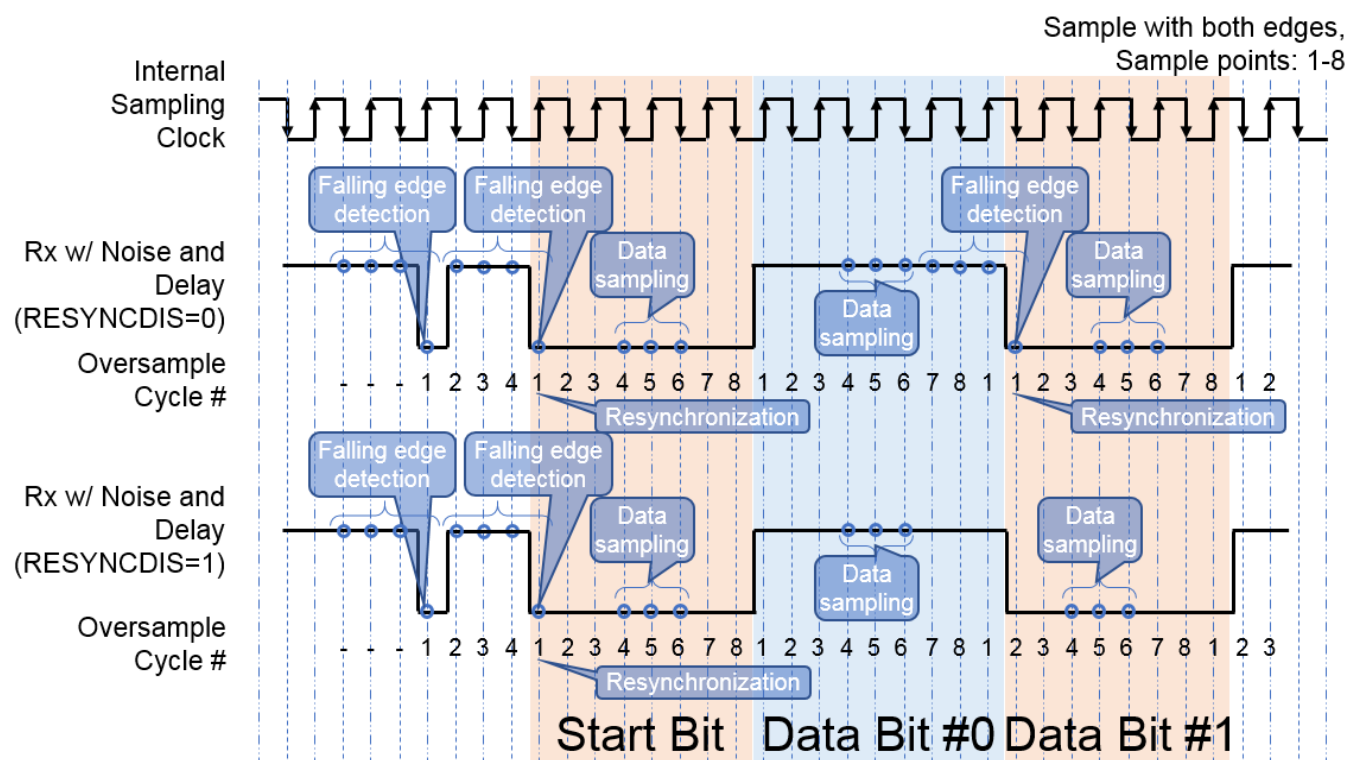 Sample with both edges,
Sample points: 1-8
Internal
Sampling
Clock
Falling edge
detection
Falling edge
detection
Falling edge
detection
Rx w/ Noise and
Delay
(RESYNCDIS=0)
Data
sampling
Data
sampling
Data
sampling
Oversample
Cycle #
- - - 1 2 3 4 1 2 3 4 5 6 7 8 1 2 3 4 5 6 7 8 1 1 2 3 4 5 6 7 8 1 2
Resynchronization
Resynchronization
Falling edge
detection
Falling edge
detection
Rx w/ Noise and
Delay
(RESYNCDIS=1)
Data
sampling
Data
sampling
Data
sampling
Oversample
Cycle #
- - - 1 2 3 4 1 2 3 4 5 6 7 8 1 2 3 4 5 6 7 8 1 2 3 4 5 6 7 8 1 2 3
Resynchronization
Start Bit Data Bit #0 Data Bit #1